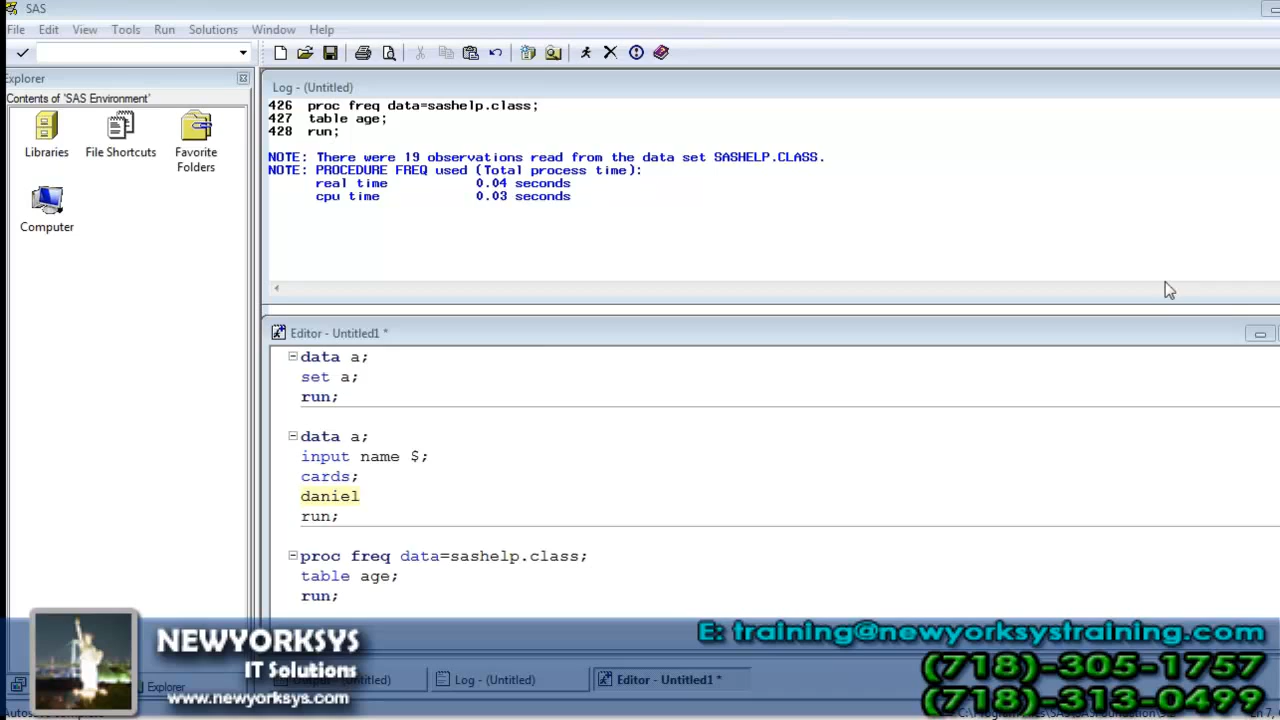 SAS
File Edit View Tools Run Solutions Window Help
Explorer
Contents of 'SAS Environment'
Libraries
File Shortcuts
Favorite
Folders
Computer
Log - (Untitled)
426 proc freq data=sashelp.class;
427 table age;
428 run;
NOTE: There were 19 observations read from the data set SASHELP.CLASS.
NOTE: PROCEDURE FREQ used (Total process time):
real time 0.04 seconds
cpu time 0.03 seconds
Editor - Untitled1 *
data a;
set a;
run;
data a;
input name $;
cards;
daniel
run;
proc freq data=sashelp.class;
table age;
run;
NEWYORKSYS
IT Solutions
www.newyorksys.com
E: training@newyorksystraining.com
(718)-305-1757
(718)-313-0499
Explorer
Log - (Untitled)
Editor - Untitled1 *